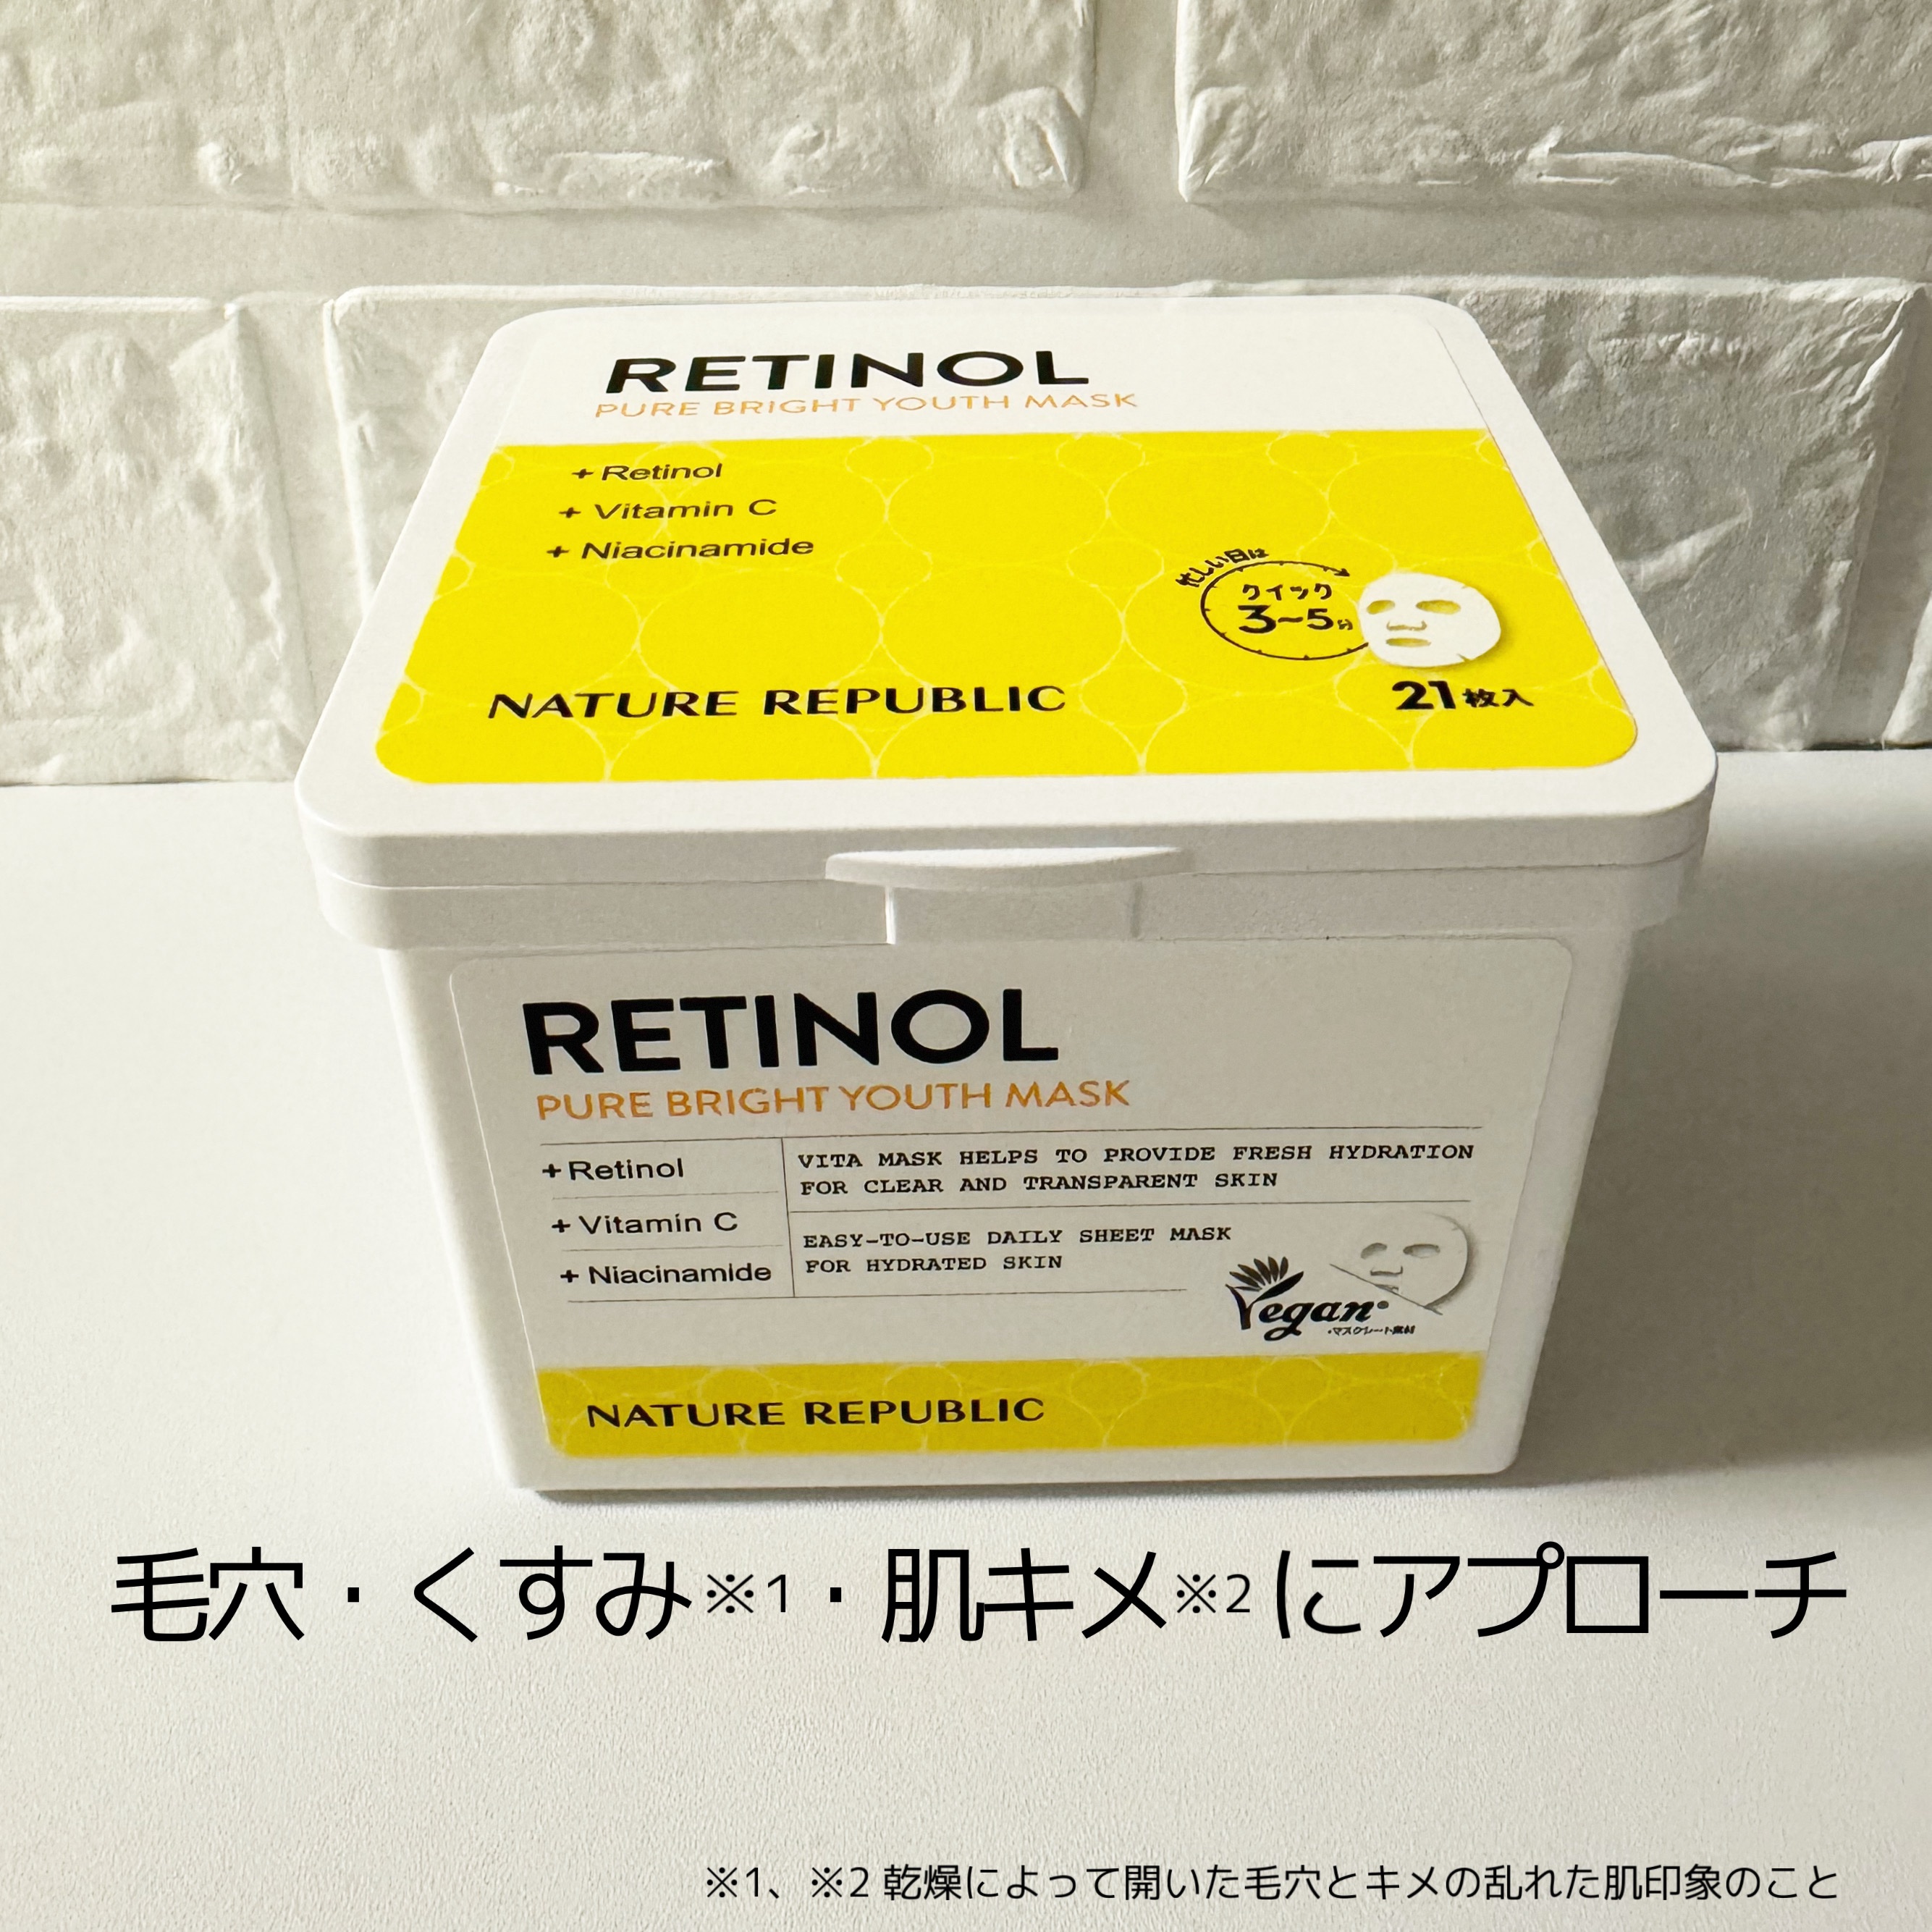 RETINOL
PURE BRIGHT YOUTH MASK
+ Retinol
+ Vitamin C
+ Niacinamide
忙しい日は
クイック
3~5分
NATURE REPUBLIC
21枚入
RETINOL
PURE BRIGHT YOUTH MASK
+ Retinol
+ Vitamin C
+ Niacinamide
VITA MASK HELPS TO PROVIDE FRESH HYDRATION
FOR CLEAR AND TRANSPARENT SKIN
EASY-TO-USE DAILY SHEET MASK
FOR HYDRATED SKIN
Vegan
NATURE REPUBLIC
毛穴・くすみ※1・肌キメ※2 にアプローチ
※1、※2 乾燥によって開いた毛穴とキメの乱れた肌印象のこと